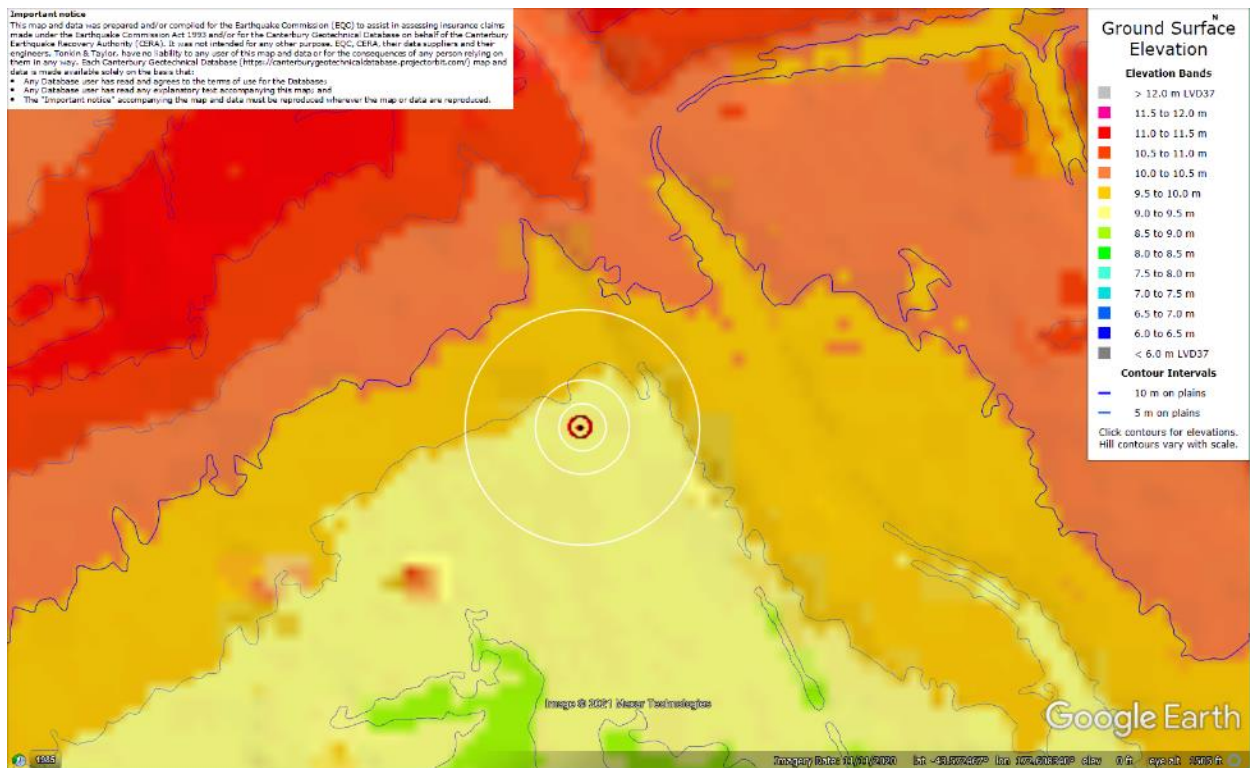 Important notice
This map and data was prepared and/or compiled for the Earthquake Commission (EQC) to assist in assessing insurance claims
made under the Earthquake Commission Act 1993 and/or for the Canterbury Geotechnical Database on behalf of the Canterbury
Earthquake Recovery Authority (CERA). It was not intended for any other purpose. EQC, CERA, their data suppliers and their
engineers, Tonkin & Taylor, have no liability to any user of this map and data or for the consequences of any person relying on
them in any way. Each Canterbury Geotechnical Database (https://canterburygeotechnicaldatabase.projectorbit.com/) map and
data is made available solely on the basis that:
• Any Database user has read and agrees to the terms of use for the Database;
• Any Database user has read any explanatory text accompanying this map; and
• The "Important notice" accompanying the map and data must be reproduced wherever the map or data are reproduced.
N
Ground Surface
Elevation
Elevation Bands
> 12.0 m LVD37
11.5 to 12.0 m
11.0 to 11.5 m
10.5 to 11.0 m
10.0 to 10.5 m
9.5 to 10.0 m
9.0 to 9.5 m
8.5 to 9.0 m
8.0 to 8.5 m
7.5 to 8.0 m
7.0 to 7.5 m
6.5 to 7.0 m
6.0 to 6.5 m
< 6.0 m LVD37
Contour Intervals
10 m on plains
5 m on plains
Click contours for elevations.
Hill contours vary with scale.
Image © 2021 Maxar Technologies
Google Earth
1985
Imagery Date: 11/11/2020 lat lon elev 0 ft eye alt